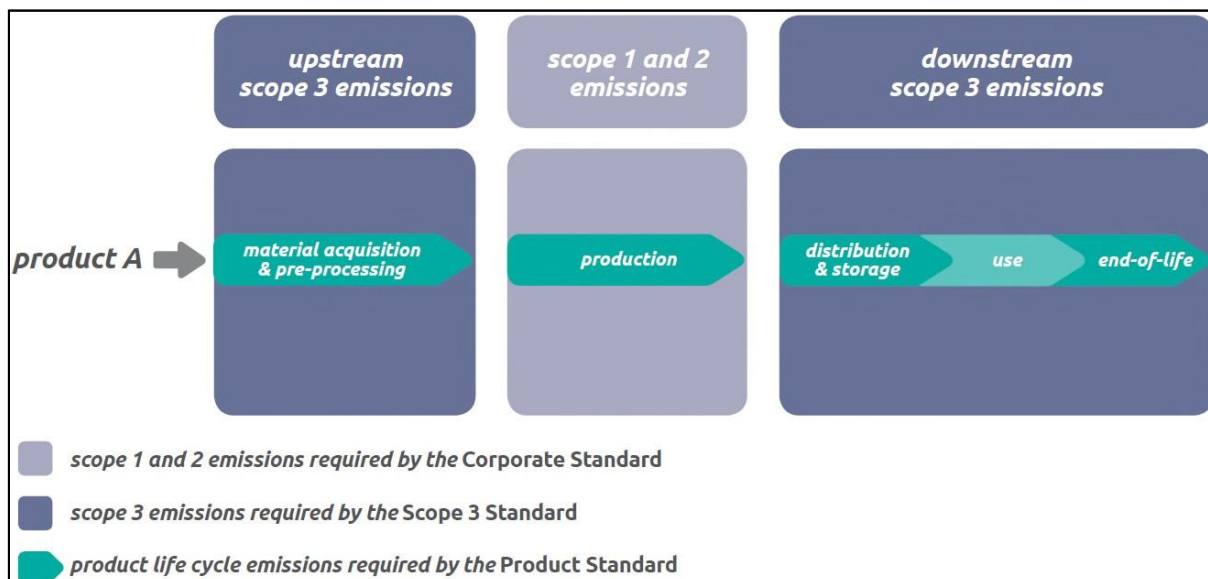 upstream
scope 3 emissions
scope 1 and 2
emissions
downstream
scope 3 emissions
product A
material acquisition
& pre-processing
production
distribution
& storage
use
end-of-life
scope 1 and 2 emissions required by the Corporate Standard
scope 3 emissions required by the Scope 3 Standard
product life cycle emissions required by the Product Standard